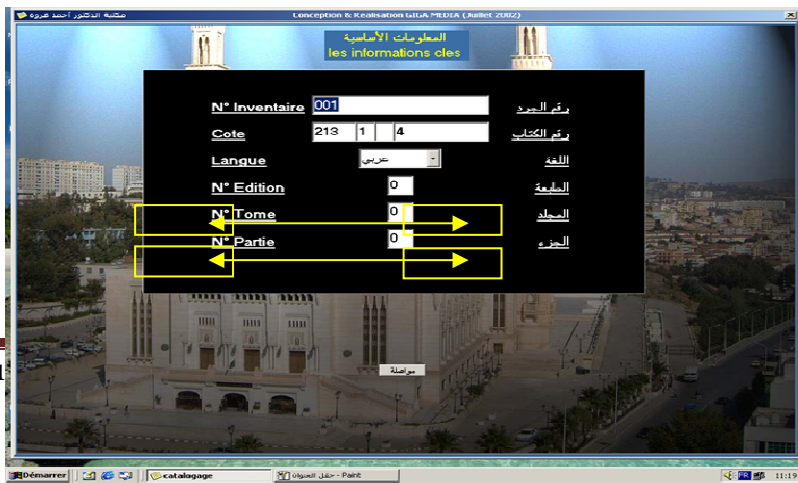 مكتبة الدكتور أحمد عروة
Conception & Realisation GIGA MEDIA (Juillet 2002)
المعلومات الأساسية
les informations cles
N° Inventaire 001 رقم الجرد
Cote 213 1 4 رقم الكتاب
Langue عربي اللغة
N° Edition 0 الطبعة
N° Tome 0 المجلد
N° Partie 0 الجزء
مواصلة
Démarrer catalogage حقل العنوان - Paint FR 11:19